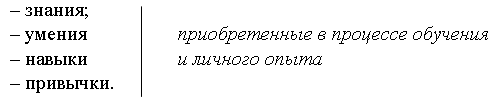 – знания;
– умения приобретенные в процессе обучения
– навыки и личного опыта
– привычки.